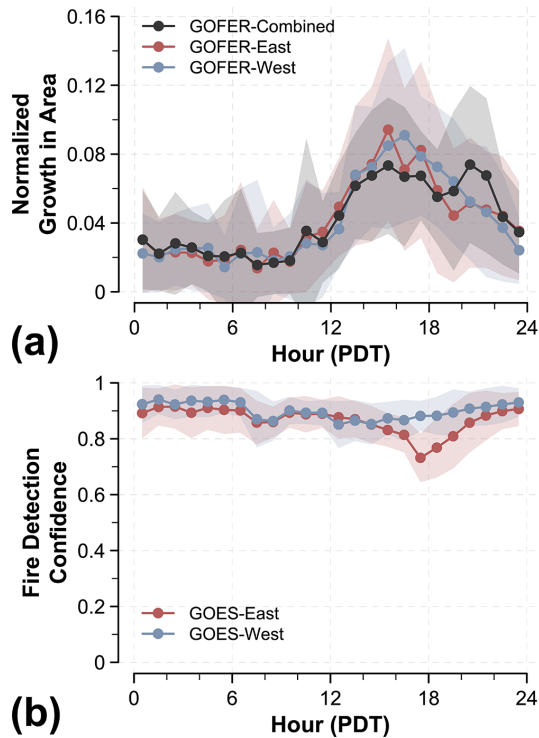 0.16
0.12
0.08
0.04
0
Normalized
Growth in Area
GOFER-Combined
GOFER-East
GOFER-West
0 6 12 18 24
Hour (PDT)
(a)
1
0.8
0.6
0.4
0.2
0
Fire Detection
Confidence
GOES-East
GOES-West
0 6 12 18 24
Hour (PDT)
(b)